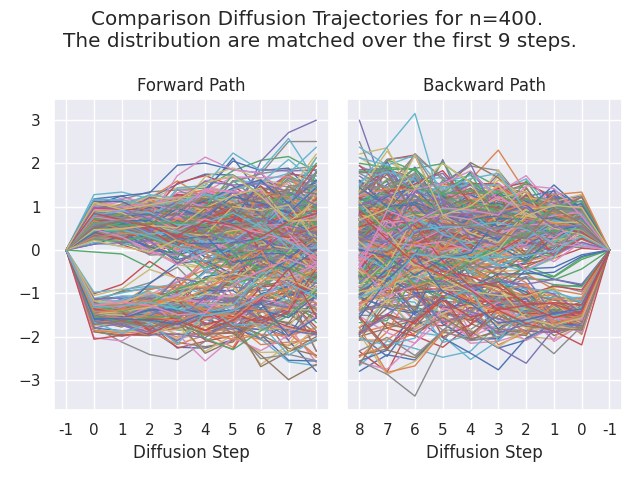 Comparison Diffusion Trajectories for n=400.
The distribution are matched over the first 9 steps.
Forward Path
Backward Path
3
2
1
0
−1
−2
−3
-1 0 1 2 3 4 5 6 7 8
8 7 6 5 4 3 2 1 0 -1
Diffusion Step
Diffusion Step